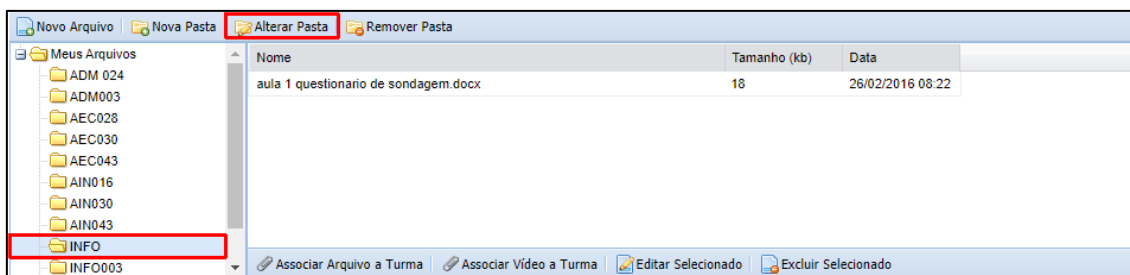 Novo Arquivo Nova Pasta Alterar Pasta Remover Pasta
Meus Arquivos
ADM 024
ADM003
AEC028
AEC030
AEC043
AIN016
AIN030
AIN043
INFO
INFO003
Nome Tamanho (kb) Data
aula 1 questionario de sondagem.docx 18 26/02/2016 08:22
Associar Arquivo a Turma Associar Vídeo a Turma Editar Selecionado Excluir Selecionado